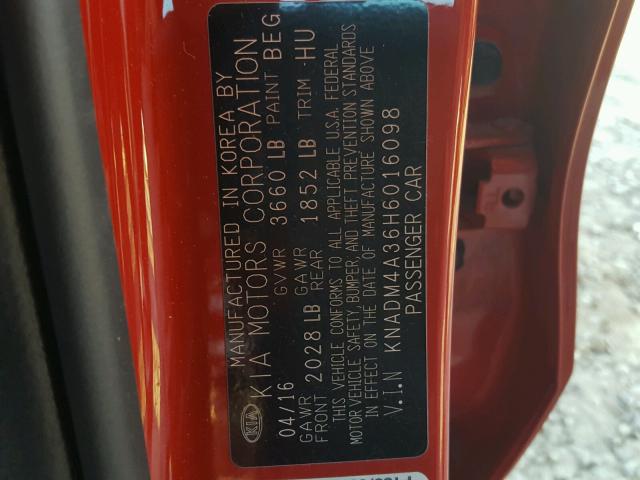 KIA MANUFACTURED IN KOREA BY
KIA MOTORS CORPORATION
04/16 GVWR 3660 LB PAINT BEG
GAWR FRONT 2028 LB GAWR REAR 1852 LB TRIM HU
THIS VEHICLE CONFORMS TO ALL APPLICABLE U.S.A. FEDERAL
MOTOR VEHICLE SAFETY, BUMPER, AND THEFT PREVENTION STANDARDS
IN EFFECT ON THE DATE OF MANUFACTURE SHOWN ABOVE
V.I.N KNADM4A36H6016098
PASSENGER CAR